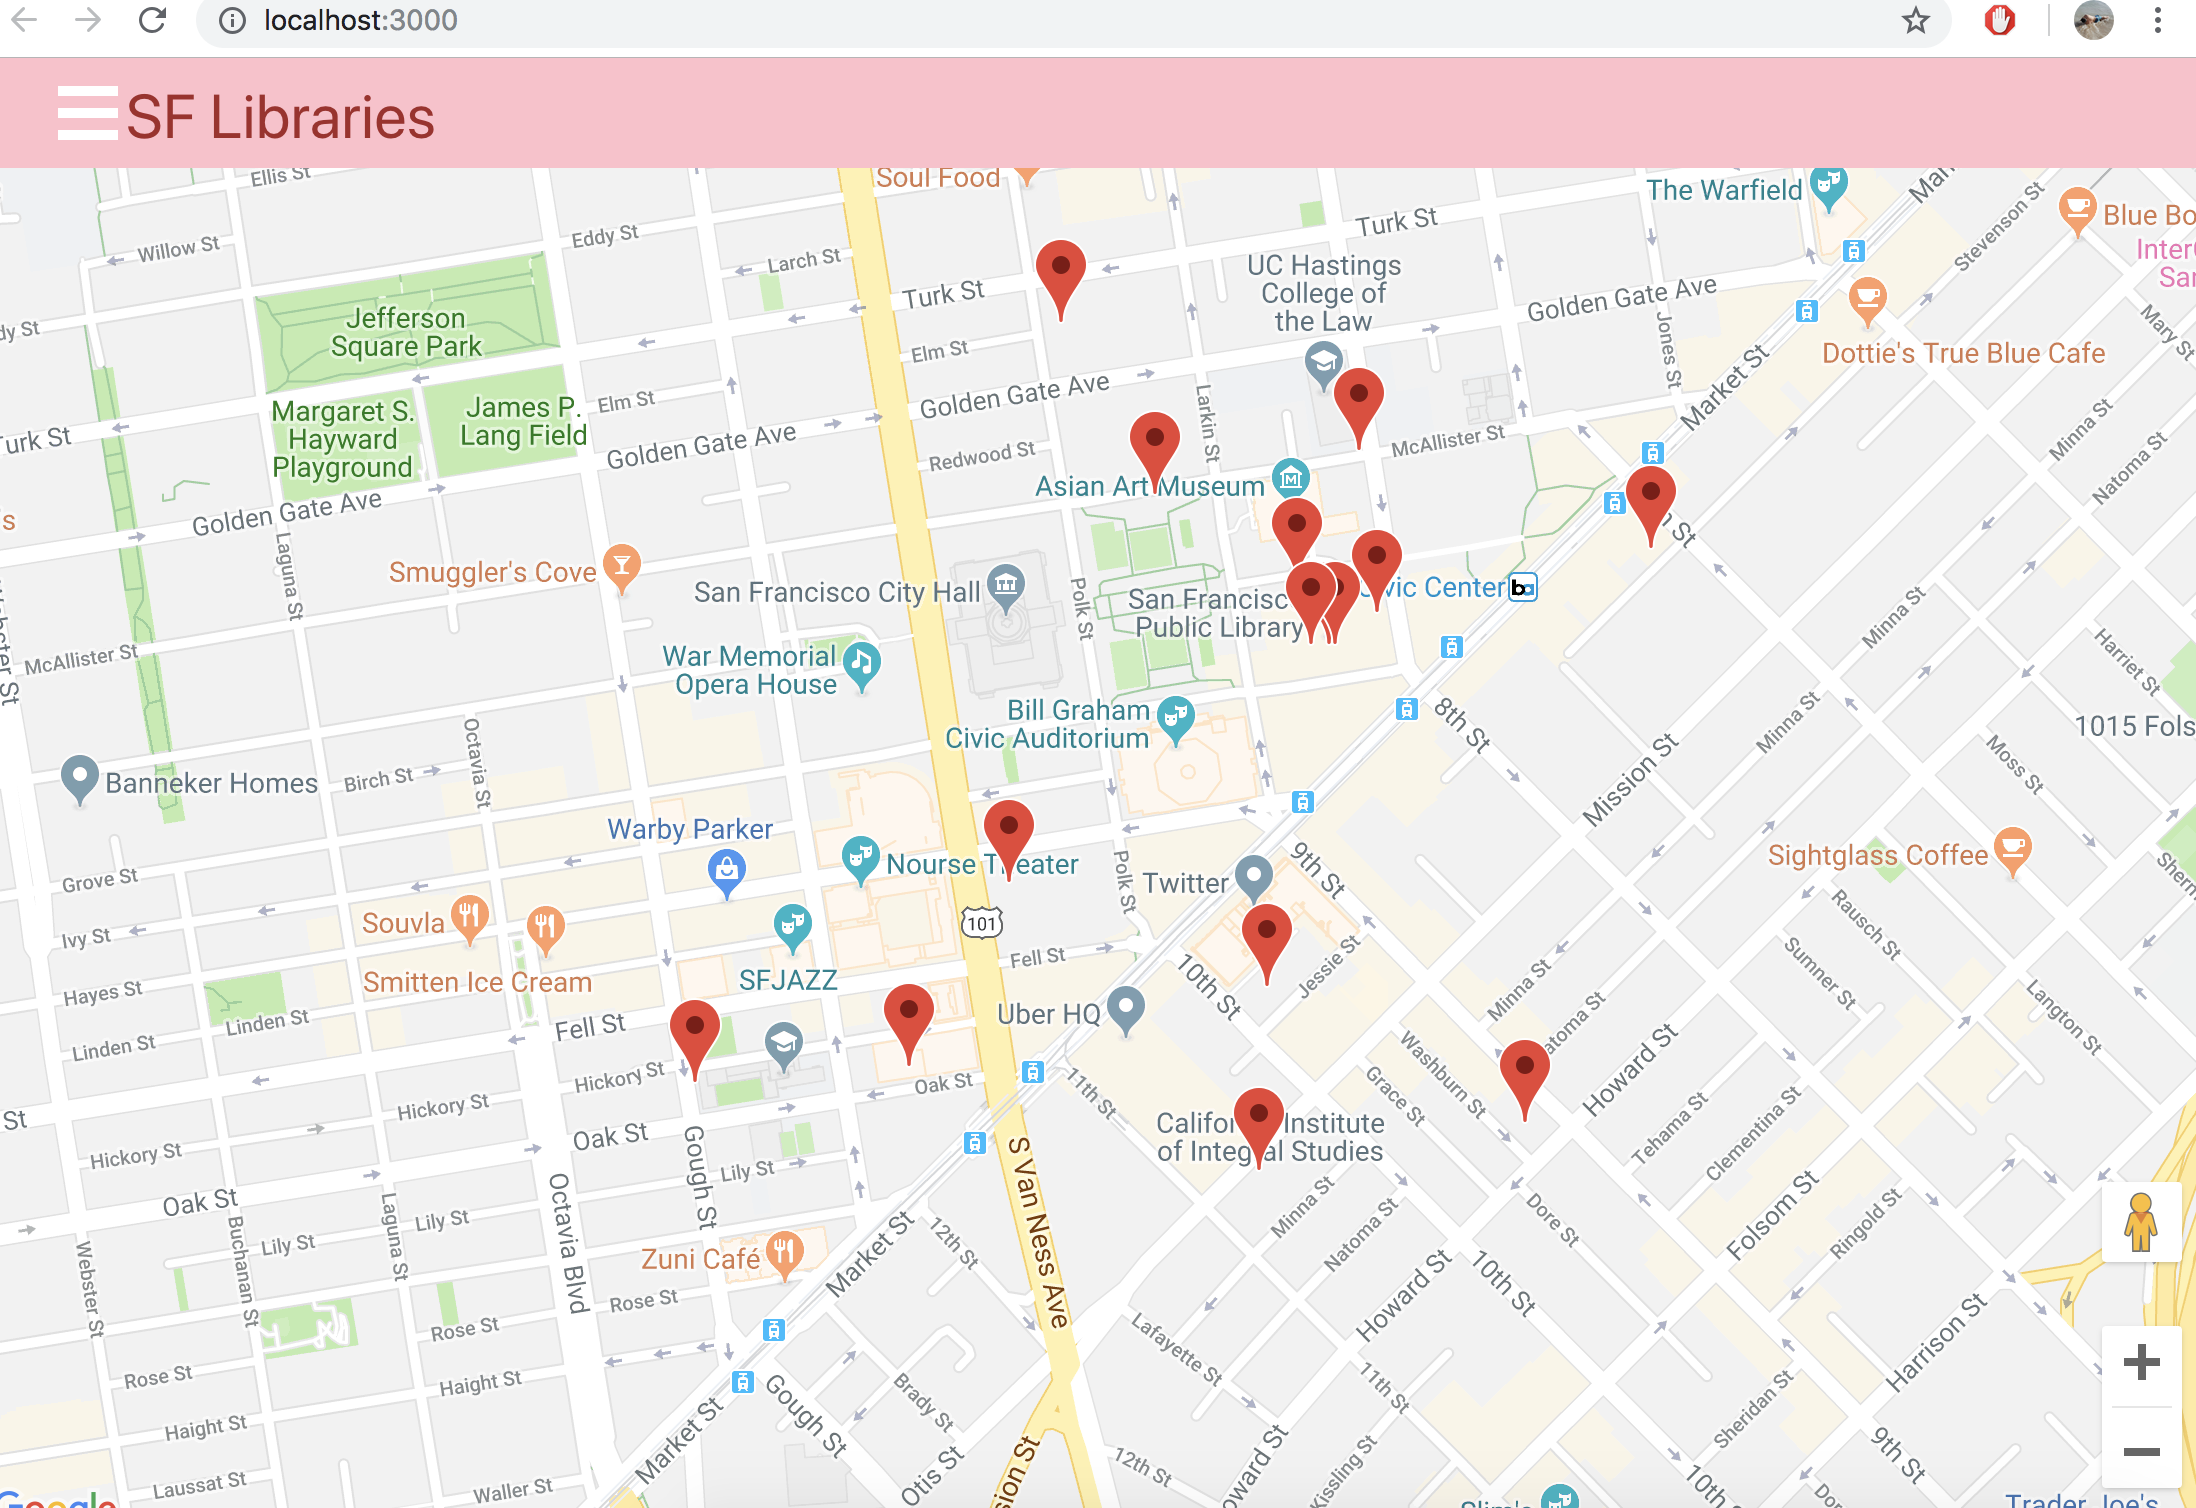 localhost:3000
SF Libraries
Ellis St
Soul Food
The Warfield
Stevenson St
Blue Bo
Willow St
Eddy St
Larch St
Turk St
UC Hastings
College of
the Law
Jefferson
Square Park
Turk St
Golden Gate Ave
Jones St
Mary St
Elm St
Market St
Dottie's True Blue Cafe
Margaret S.
Hayward
Playground
James P.
Lang Field
Elm St
Golden Gate Ave
Larkin St
Minna St
Turk St
Golden Gate Ave
Redwood St
McAllister St
Natoma St
Asian Art Museum
Golden Gate Ave
Laguna St
Smuggler's Cove
San Francisco City Hall
Polk St
San Francisc
Public Library
vic Center
Minna St
McAllister St
War Memorial
Opera House
Harriet St
Bill Graham
Civic Auditorium
8th St
Minna St
1015 Fols
Octavia St
Mission St
Moss St
Banneker Homes
Birch St
Warby Parker
Nourse Theater
Polk St
Twitter
9th St
Sightglass Coffee
Grove St
Souvla
101
Rausch St
Ivy St
SFJAZZ
Fell St
Jessie St
Sumner St
Smitten Ice Cream
Hayes St
10th St
Minna St
Langton St
Linden St
Fell St
Uber HQ
Linden St
Natoma St
Howard St
Hickory St
Oak St
11th St
Grace St
Washburn St
St
Hickory St
California Institute
of Integral Studies
Tehama St
Clementina St
Hickory St
Oak St
Gough St
Lily St
S Van Ness Ave
Oak St
Octavia Blvd
Minna St
Dore St
Folsom St
Ringold St
Lily St
Laguna St
Buchanan St
Lily St
Webster St
Zuni Café
Market St
12th St
Natoma St
Howard St
10th St
Rose St
Rose St
Lafayette St
Harrison St
Rose St
Haight St
Gough St
Brady St
11th St
Sheridan St
Haight St
Market St
9th St
Laussat St
Waller St
Otis St
12th St
Kissling St
10th
Google
Slim's
Trader Joe's